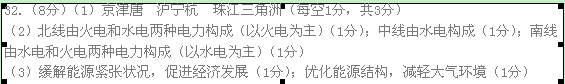 32.（8分）(1）京津唐　沪宁杭　珠江三角洲（每空1分，共3分）
（2）北线由火电和水电两种电力构成（以火电为主）（1分）；中线由水电构成（1分）；南线
由水电和火电两种电力构成（以水电为主）（1分）
（3）缓解能源紧张状况，促进经济发展（1分）；优化能源结构，减轻大气环境（1分）